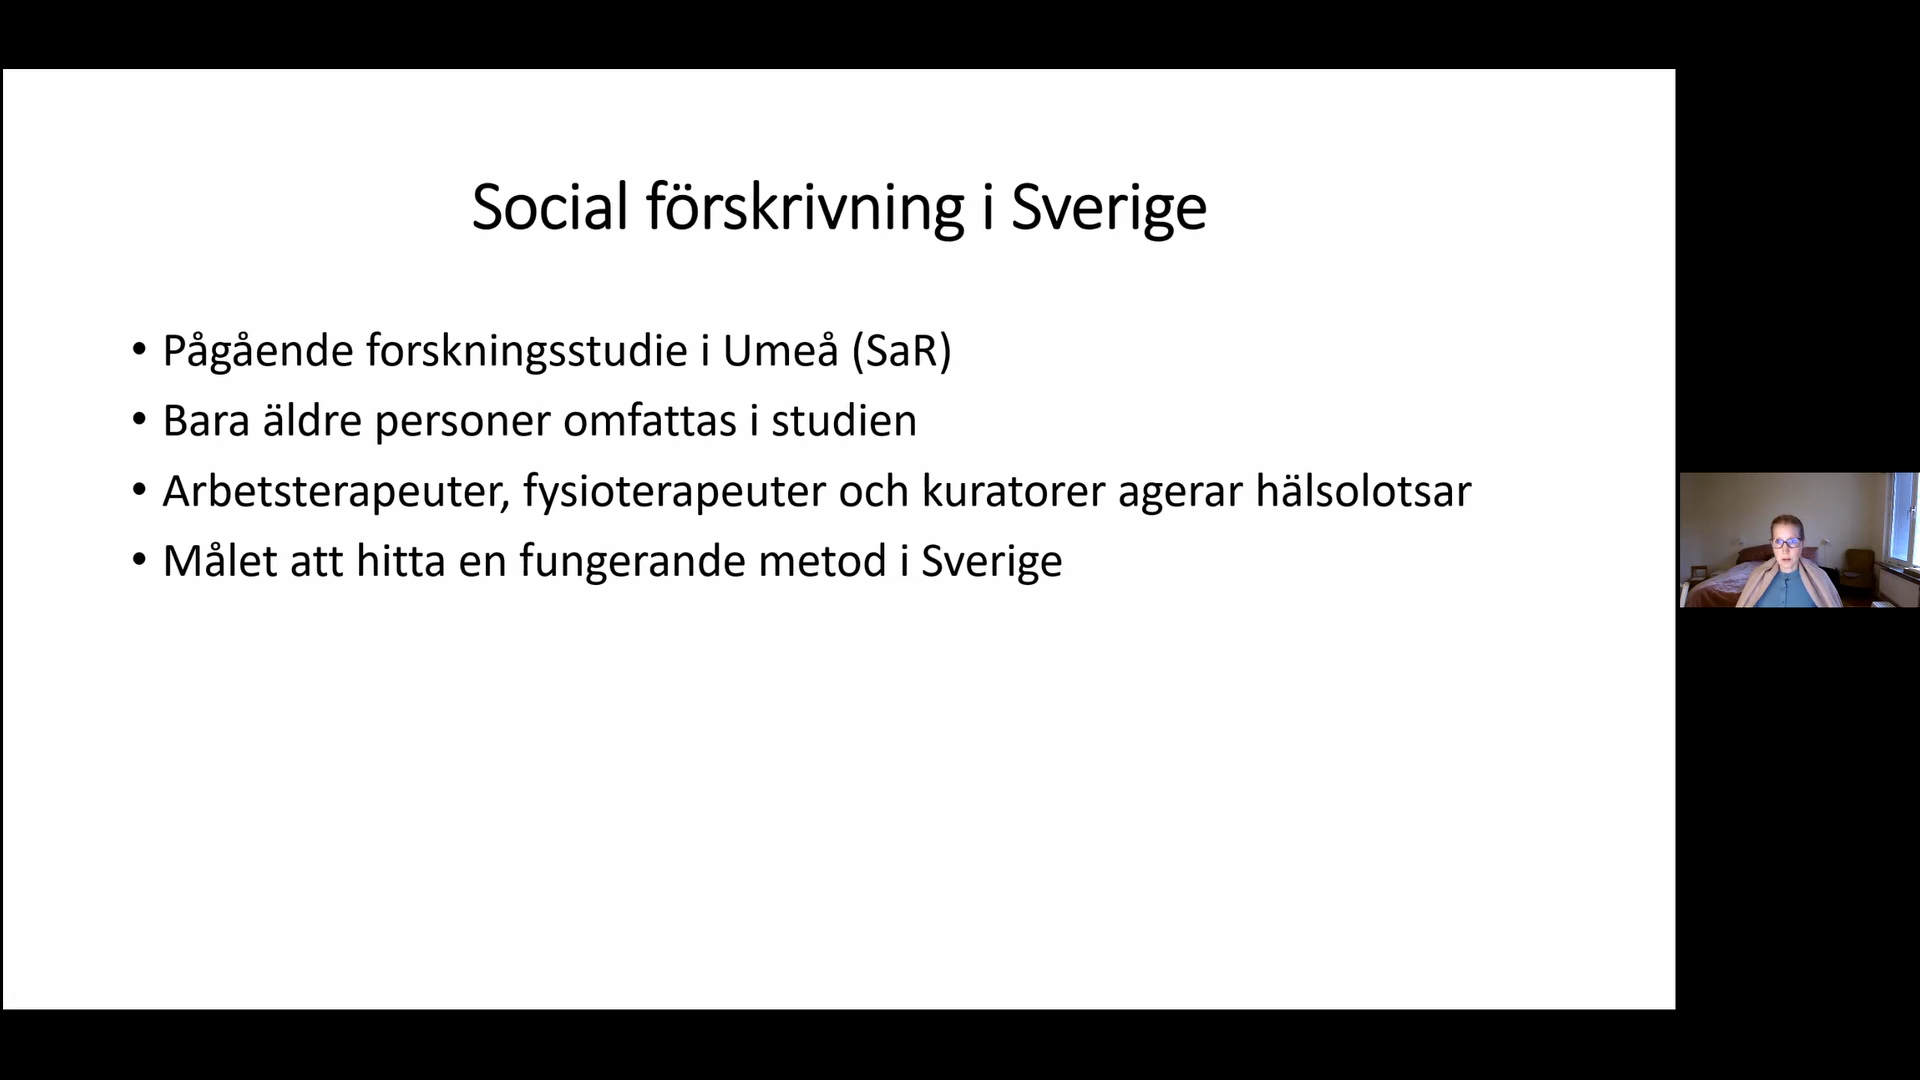 Social förskrivning i Sverige
• Pågående forskningsstudie i Umeå (SaR)
• Bara äldre personer omfattas i studien
• Arbetsterapeuter, fysioterapeuter och kuratorer agerar hälsolotsar
• Målet att hitta en fungerande metod i Sverige